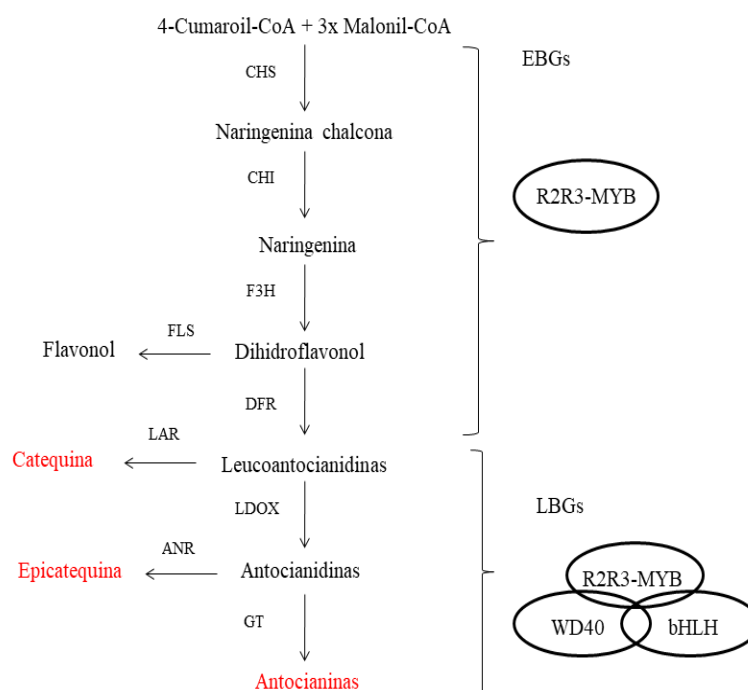 4-Cumaroil-CoA + 3x Malonil-CoA
EBGs
CHS
Naringenina chalcona
CHI
R2R3-MYB
Naringenina
F3H
FLS
Flavonol
Dihidroflavonol
DFR
LAR
Catequina
Leucoantocianidinas
LDOX
LBGs
ANR
Epicatequina
Antocianidinas
R2R3-MYB
GT
WD40
bHLH
Antocianinas